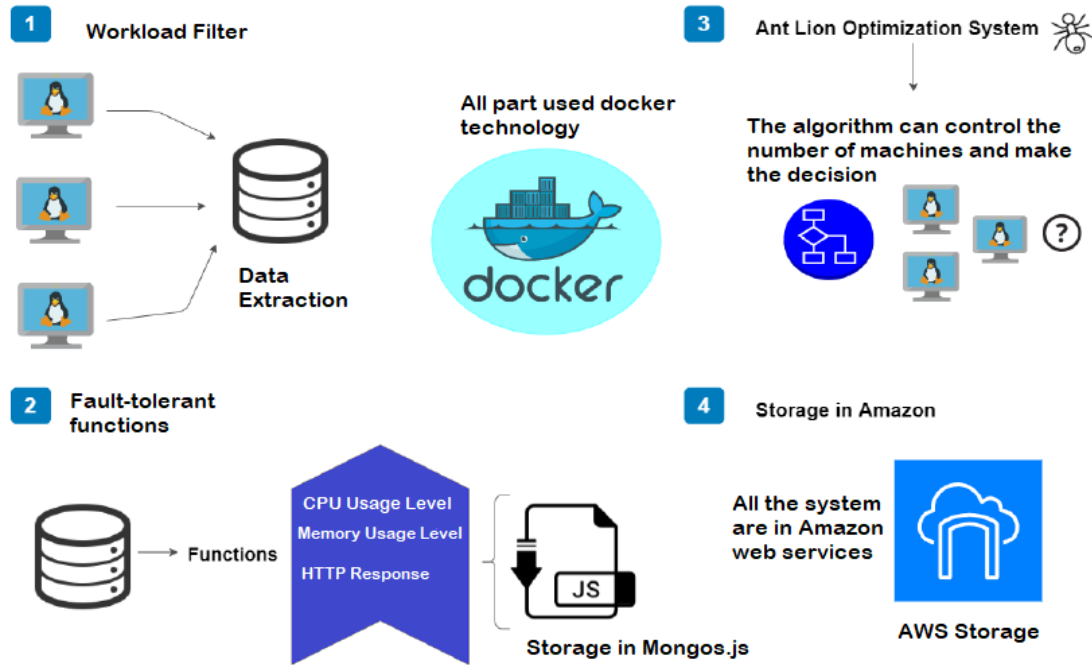 1
Workload Filter
Data
Extraction
All part used docker
technology
docker
3
Ant Lion Optimization System
The algorithm can control the
number of machines and make
the decision
?
2
Fault-tolerant
functions
Functions
CPU Usage Level
Memory Usage Level
HTTP Response
JS
Storage in Mongos.js
4
Storage in Amazon
All the system
are in Amazon
web services
AWS Storage